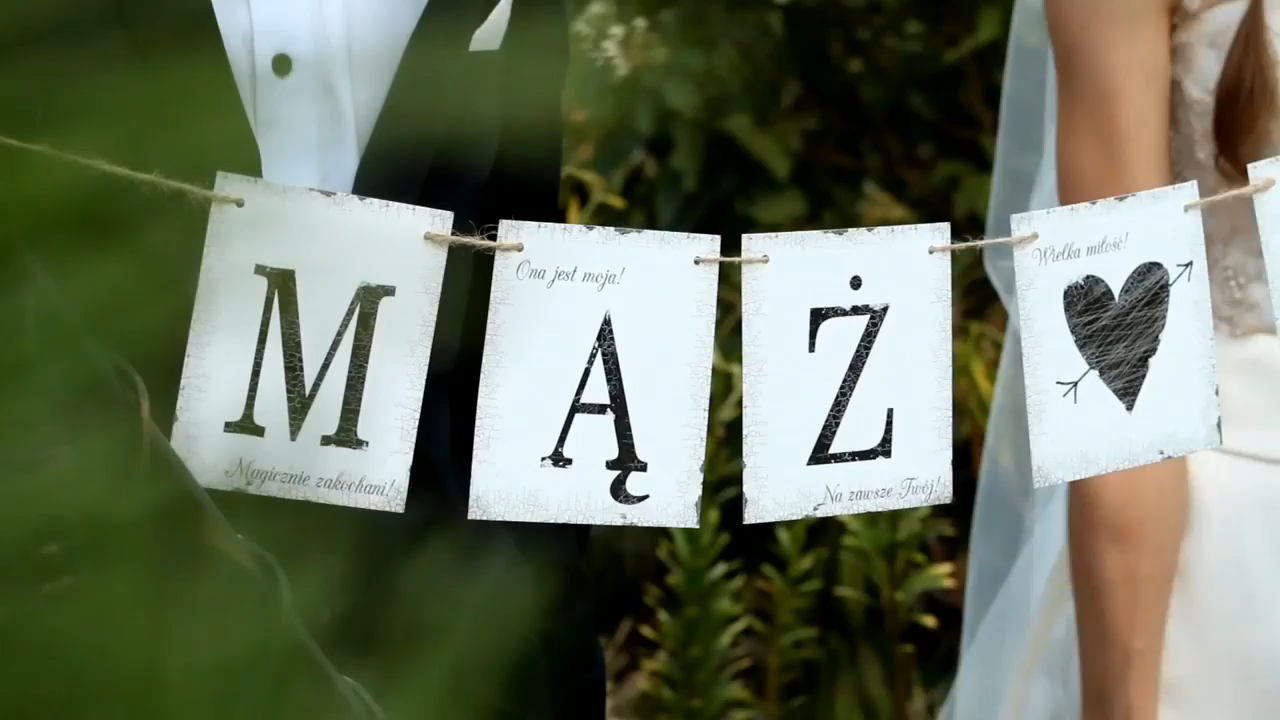 M
Magicznie zakochani!
Ona jest moja!
Ą
Ż
Na zawsze Twój!
Wielka miłość!